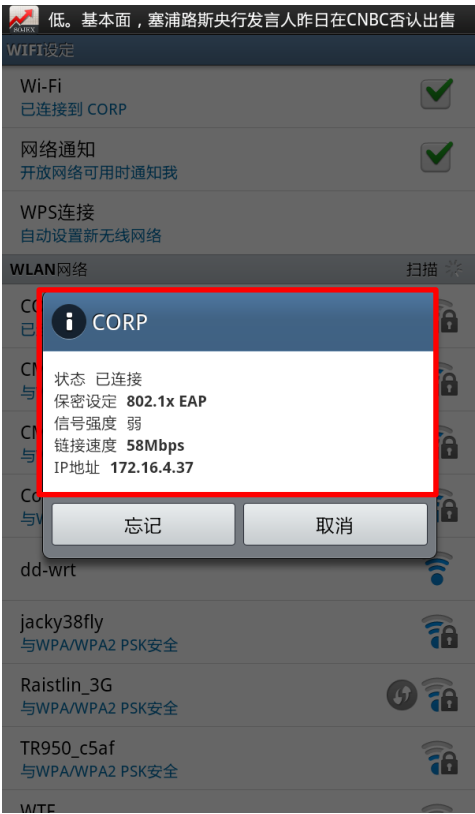 低。基本面，塞浦路斯央行发言人昨日在CNBC否认出售
WIFI设定
Wi-Fi
已连接到 CORP
网络通知
开放网络可用时通知我
WPS连接
自动设置新无线网络
WLAN网络
扫描
CORP
状态 已连接
保密设定 802.1x EAP
信号强度 弱
链接速度 58Mbps
IP地址 172.16.4.37
忘记
取消
dd-wrt
jacky38fly
与WPA/WPA2 PSK安全
Raistlin_3G
与WPA/WPA2 PSK安全
TR950_c5af
与WPA/WPA2 PSK安全
WTF